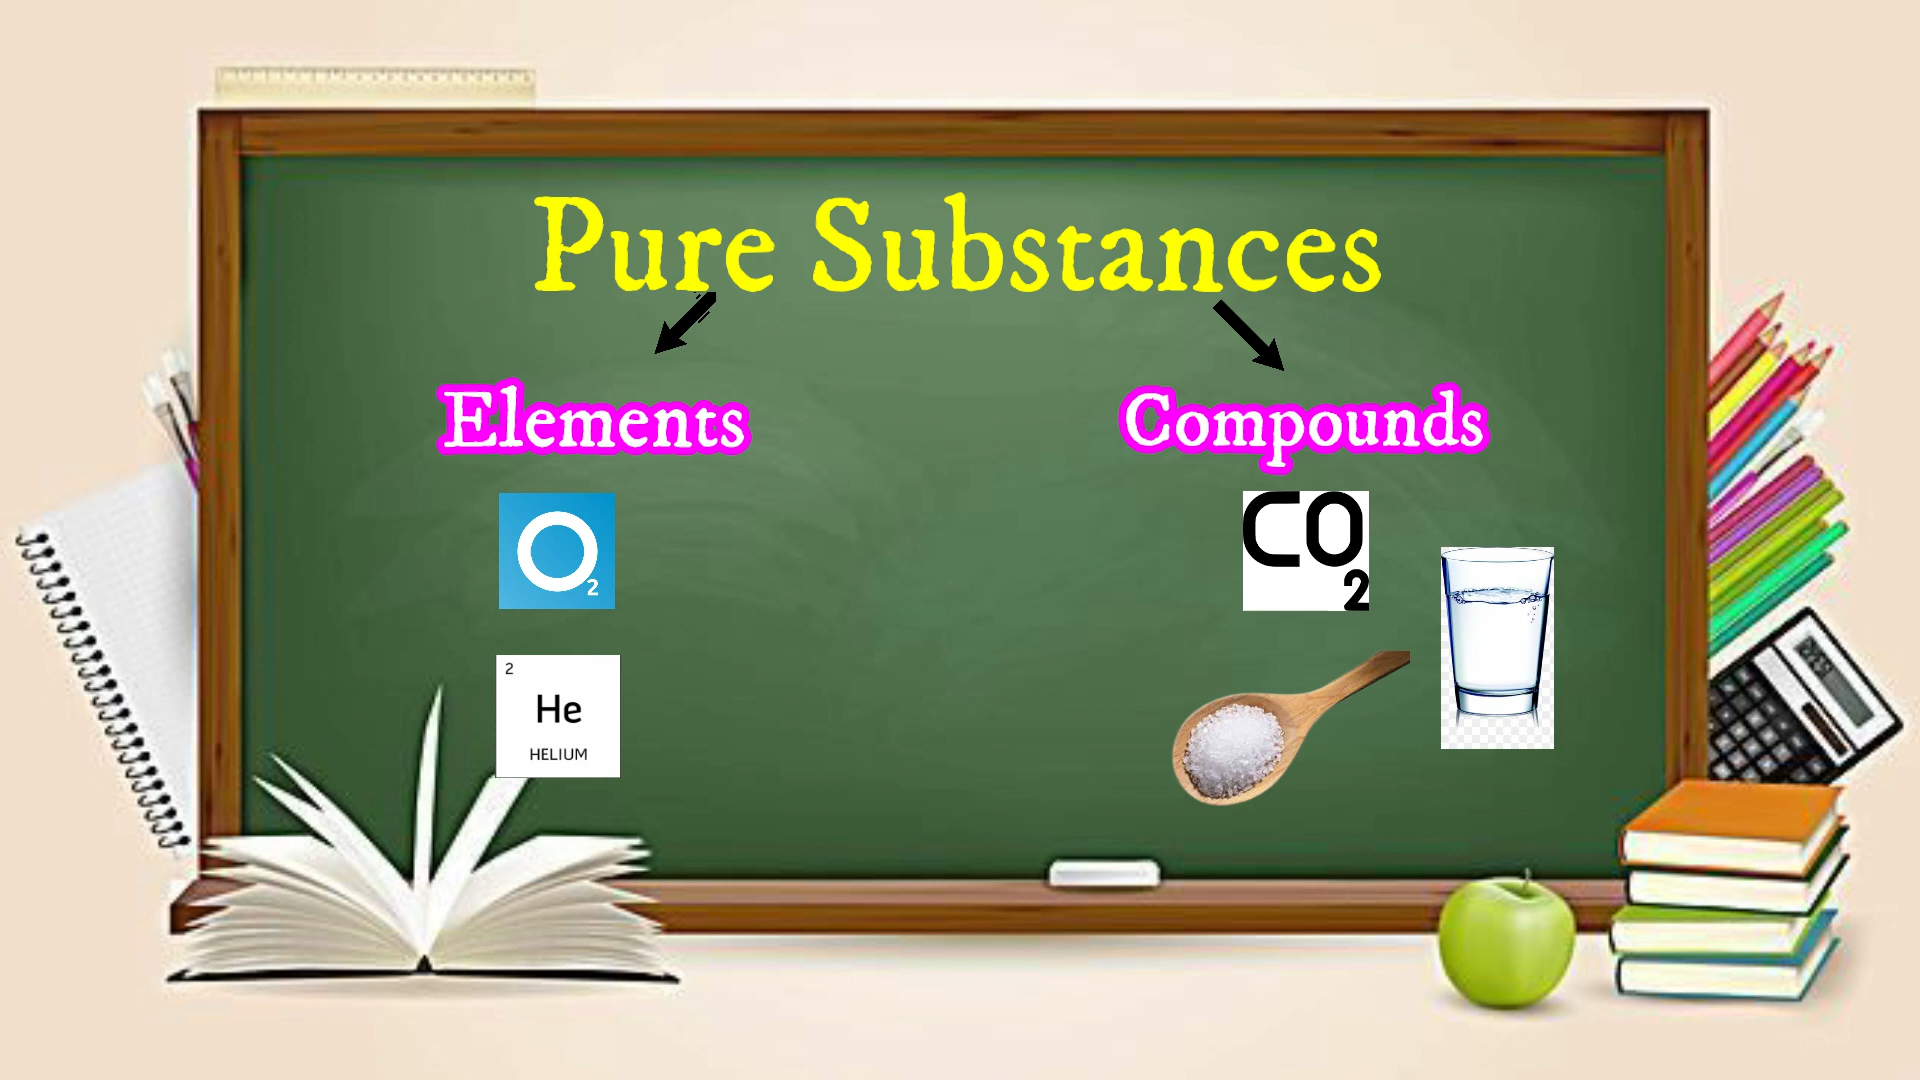 Pure Substances
Elements
Compounds
O2
CO2
2
He
HELIUM